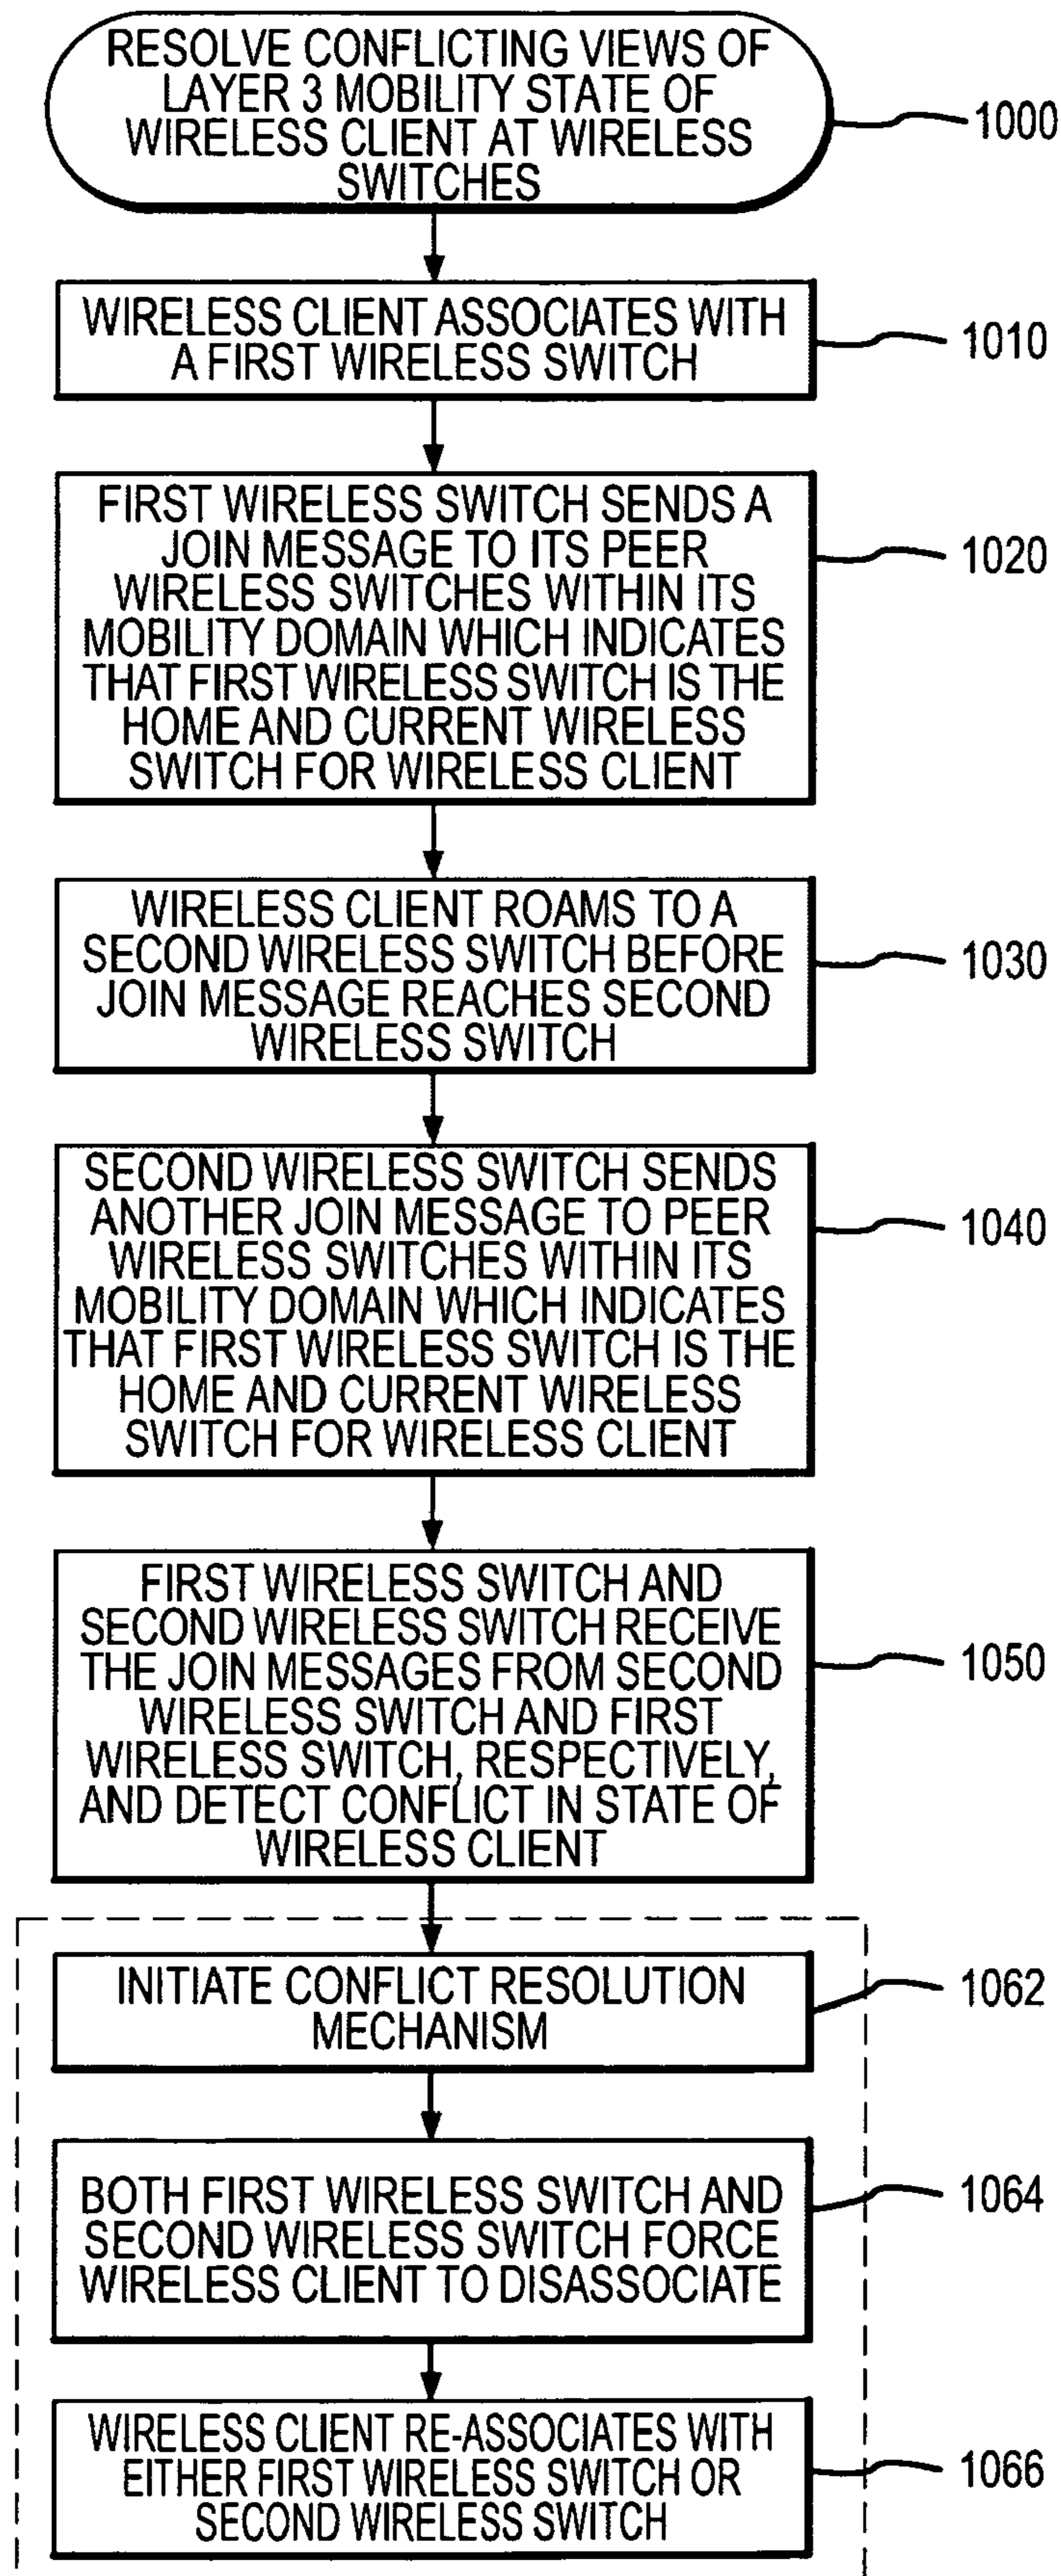 RESOLVE CONFLICTING VIEWS OF
LAYER 3 MOBILITY STATE OF
WIRELESS CLIENT AT WIRELESS
SWITCHES
1000
WIRELESS CLIENT ASSOCIATES WITH
A FIRST WIRELESS SWITCH
1010
FIRST WIRELESS SWITCH SENDS A
JOIN MESSAGE TO ITS PEER
WIRELESS SWITCHES WITHIN ITS
MOBILITY DOMAIN WHICH INDICATES
THAT FIRST WIRELESS SWITCH IS THE
HOME AND CURRENT WIRELESS
SWITCH FOR WIRELESS CLIENT
1020
WIRELESS CLIENT ROAMS TO A
SECOND WIRELESS SWITCH BEFORE
JOIN MESSAGE REACHES SECOND
WIRELESS SWITCH
1030
SECOND WIRELESS SWITCH SENDS
ANOTHER JOIN MESSAGE TO PEER
WIRELESS SWITCHES WITHIN ITS
MOBILITY DOMAIN WHICH INDICATES
THAT FIRST WIRELESS SWITCH IS THE
HOME AND CURRENT WIRELESS
SWITCH FOR WIRELESS CLIENT
1040
FIRST WIRELESS SWITCH AND
SECOND WIRELESS SWITCH RECEIVE
THE JOIN MESSAGES FROM SECOND
WIRELESS SWITCH AND FIRST
WIRELESS SWITCH, RESPECTIVELY,
AND DETECT CONFLICT IN STATE OF
WIRELESS CLIENT
1050
INITIATE CONFLICT RESOLUTION
MECHANISM
1062
BOTH FIRST WIRELESS SWITCH AND
SECOND WIRELESS SWITCH FORCE
WIRELESS CLIENT TO DISASSOCIATE
1064
WIRELESS CLIENT RE-ASSOCIATES WITH
EITHER FIRST WIRELESS SWITCH OR
SECOND WIRELESS SWITCH
1066